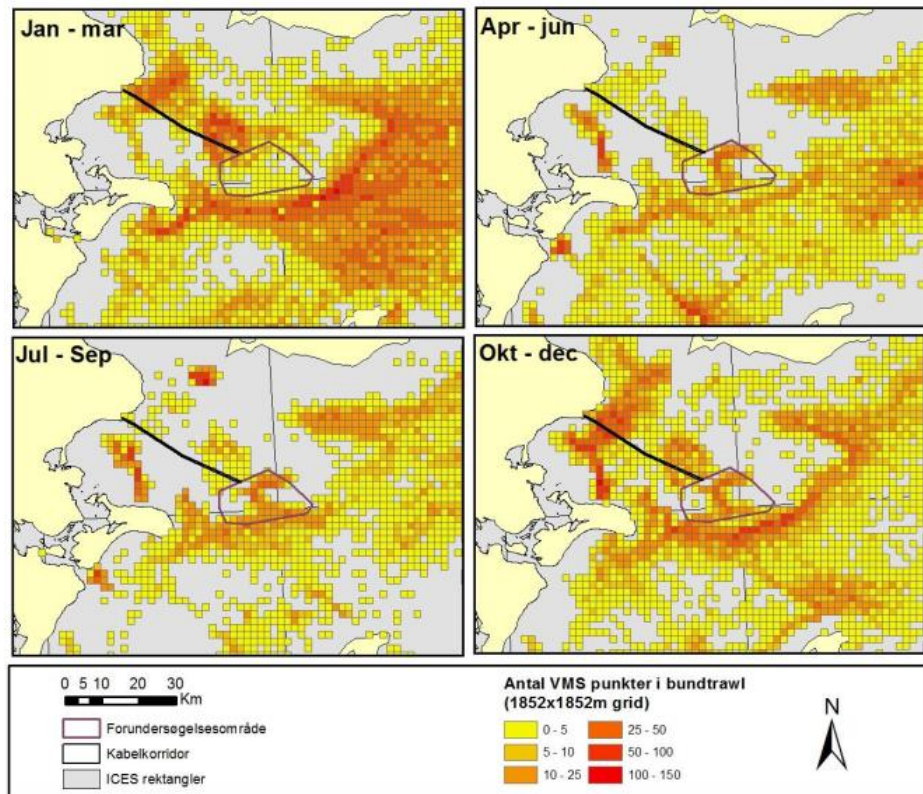 Jan - mar
Apr - jun
Jul - Sep
Okt - dec
0 5 10 20 30
Km
Forundersøgelsesområde
Kabelkorridor
ICES rektangler
Antal VMS punkter i bundtrawl
(1852x1852m grid)
0 - 5
5 - 10
10 - 25
25 - 50
50 - 100
100 - 150
N